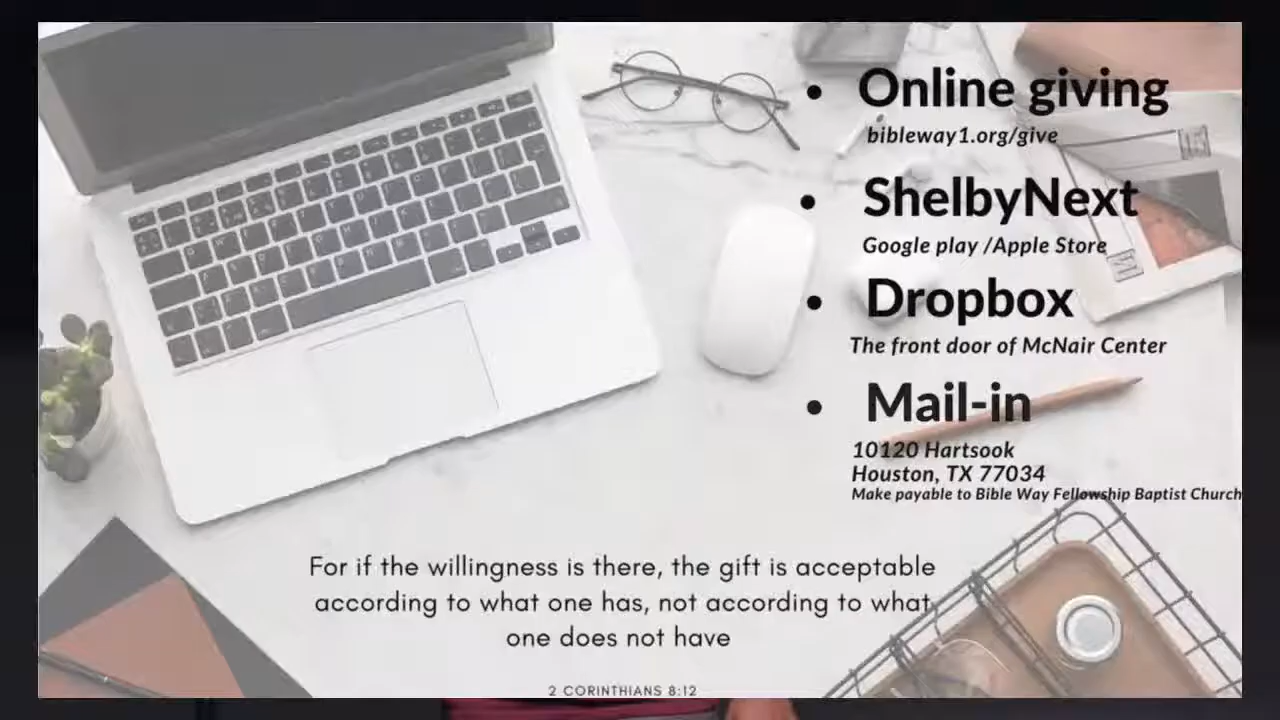 • Online giving
bibleway1.org/give
• ShelbyNext
Google play /Apple Store
• Dropbox
The front door of McNair Center
• Mail-in
10120 Hartsook
Houston, TX 77034
Make payable to Bible Way Fellowship Baptist Church
For if the willingness is there, the gift is acceptable
according to what one has, not according to what
one does not have
2 CORINTHIANS 8:12